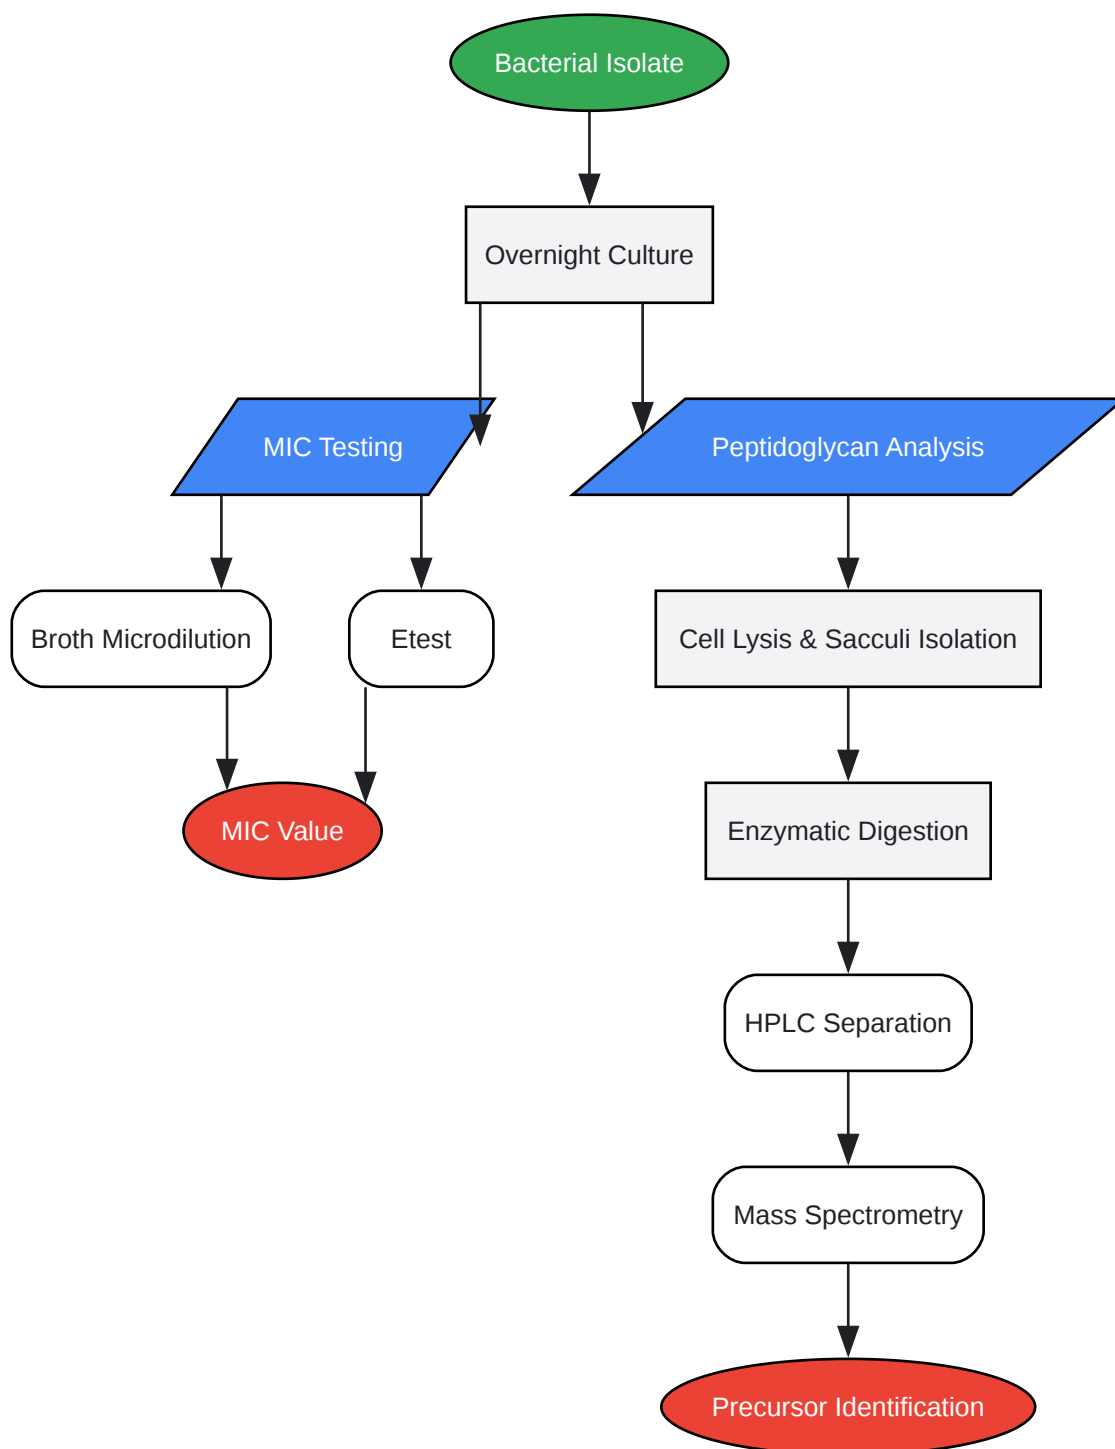 Bacterial Isolate
Overnight Culture
MIC Testing
Peptidoglycan Analysis
Broth Microdilution
Etest
Cell Lysis & Sacculi Isolation
MIC Value
Enzymatic Digestion
HPLC Separation
Mass Spectrometry
Precursor Identification